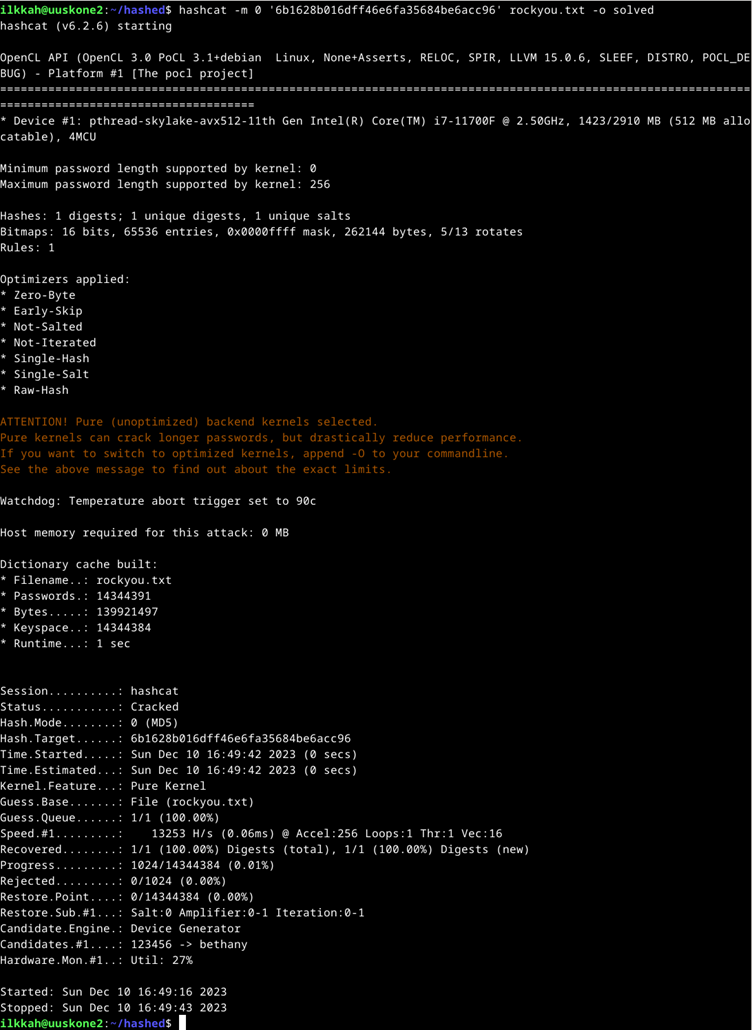 ilkkah@uuskone2:~/hashed$ hashcat -m 0 '6b1628b016dff46e6fa35684be6acc96' rockyou.txt -o solved
hashcat (v6.2.6) starting

OpenCL API (OpenCL 3.0 PoCL 3.1+debian  Linux, None+Asserts, RELOC, SPIR, LLVM 15.0.6, SLEEF, DISTRO, POCL_DE
BUG) - Platform #1 [The pocl project]
=============================================================================================================
=====================================
* Device #1: pthread-skylake-avx512-11th Gen Intel(R) Core(TM) i7-11700F @ 2.50GHz, 1423/2910 MB (512 MB allo
catable), 4MCU

Minimum password length supported by kernel: 0
Maximum password length supported by kernel: 256

Hashes: 1 digests; 1 unique digests, 1 unique salts
Bitmaps: 16 bits, 65536 entries, 0x0000ffff mask, 262144 bytes, 5/13 rotates
Rules: 1

Optimizers applied:
* Zero-Byte
* Early-Skip
* Not-Salted
* Not-Iterated
* Single-Hash
* Single-Salt
* Raw-Hash

ATTENTION! Pure (unoptimized) backend kernels selected.
Pure kernels can crack longer passwords, but drastically reduce performance.
If you want to switch to optimized kernels, append -O to your commandline.
See the above message to find out about the exact limits.

Watchdog: Temperature abort trigger set to 90c

Host memory required for this attack: 0 MB

Dictionary cache built:
* Filename..: rockyou.txt
* Passwords.: 14344391
* Bytes.....: 139921497
* Keyspace..: 14344384
* Runtime...: 1 sec

Session..........: hashcat
Status...........: Cracked
Hash.Mode........: 0 (MD5)
Hash.Target......: 6b1628b016dff46e6fa35684be6acc96
Time.Started.....: Sun Dec 10 16:49:42 2023 (0 secs)
Time.Estimated...: Sun Dec 10 16:49:42 2023 (0 secs)
Kernel.Feature...: Pure Kernel
Guess.Base.......: File (rockyou.txt)
Guess.Queue......: 1/1 (100.00%)
Speed.#1.........:    13253 H/s (0.06ms) @ Accel:256 Loops:1 Thr:1 Vec:16
Recovered........: 1/1 (100.00%) Digests (total), 1/1 (100.00%) Digests (new)
Progress.........: 1024/14344384 (0.01%)
Rejected.........: 0/1024 (0.00%)
Restore.Point....: 0/14344384 (0.00%)
Restore.Sub.#1...: Salt:0 Amplifier:0-1 Iteration:0-1
Candidate.Engine.: Device Generator
Candidates.#1....: 123456 -> bethany
Hardware.Mon.#1..: Util: 27%

Started: Sun Dec 10 16:49:16 2023
Stopped: Sun Dec 10 16:49:43 2023
ilkkah@uuskone2:~/hashed$